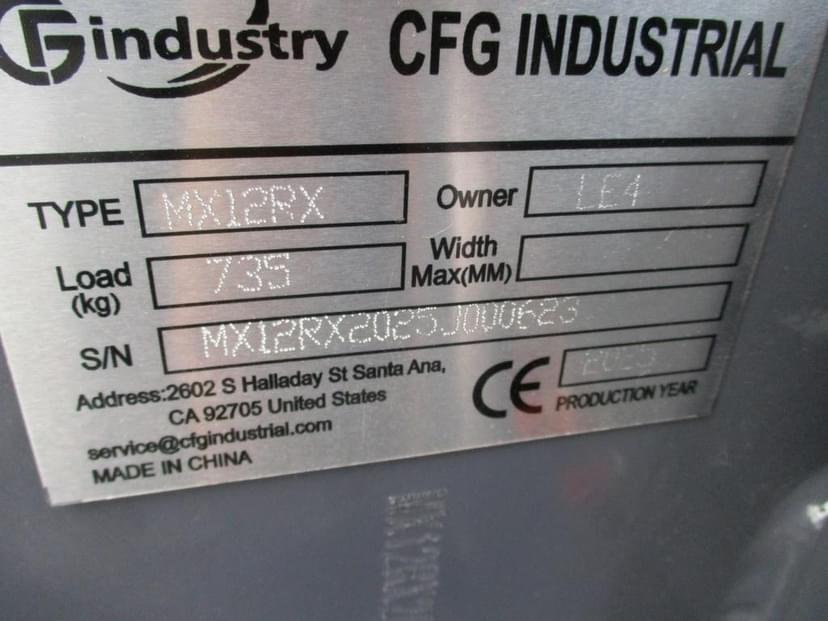 CFG industry CFG INDUSTRIAL
TYPE MX12RX Owner LE4
Load (kg) 735 Width Max(MM)
S/N MX12RX2025J000623
Address:2602 S Halladay St Santa Ana,
CA 92705 United States
CE 2025
PRODUCTION YEAR
service@cfgindustrial.com
MADE IN CHINA